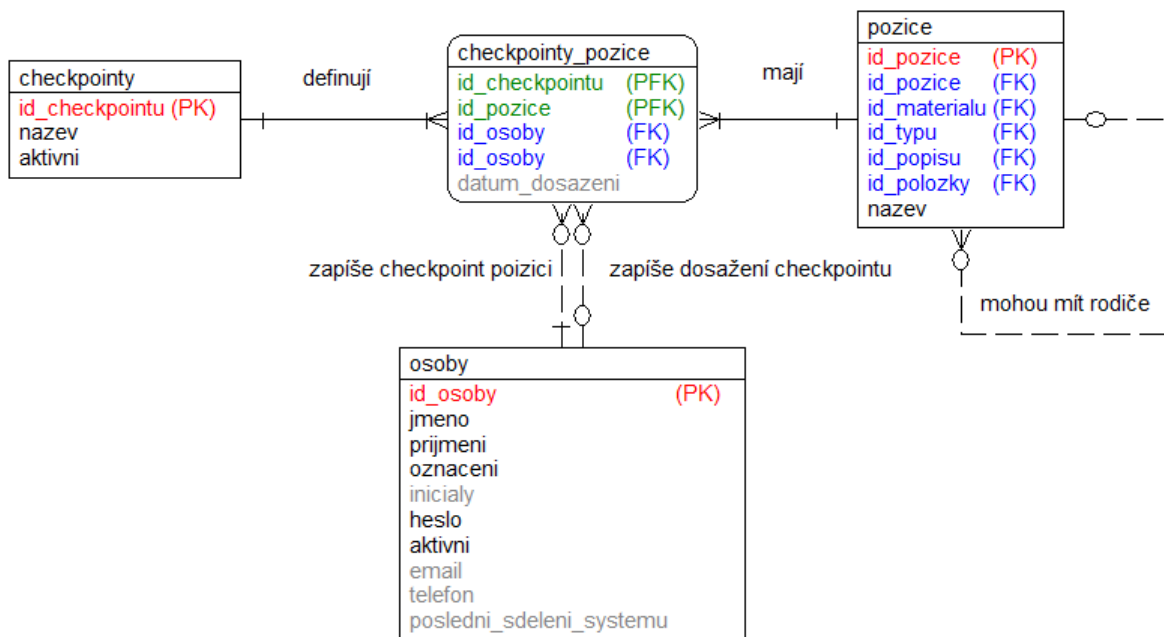 checkpointy
id_checkpointu (PK)
nazev
aktivni
definují
checkpointy_pozice
id_checkpointu (PFK)
id_pozice (PFK)
id_osoby (FK)
id_osoby (FK)
datum_dosazeni
mají
pozice
id_pozice (PK)
id_pozice (FK)
id_materialu (FK)
id_typu (FK)
id_popisu (FK)
id_polozky (FK)
nazev
zapíše checkpoint poizici
zapíše dosažení checkpointu
mohou mít rodiče
osoby
id_osoby (PK)
jmeno
prijmeni
oznaceni
inicialy
heslo
aktivni
email
telefon
posledni_sdeleni_systemu